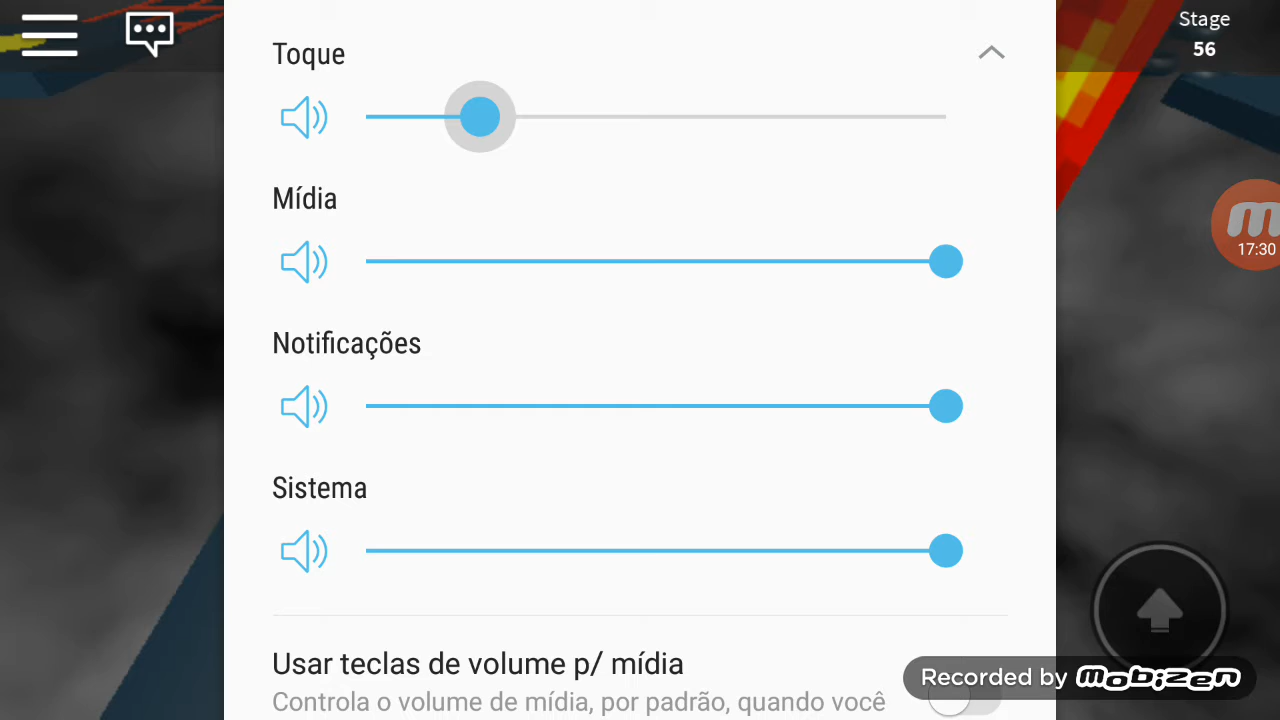 Stage
56
Toque
Mídia
17:30
Notificações
Sistema
Usar teclas de volume p/ mídia
Controla o volume de mídia, por padrão, quando você
Recorded by mobizen